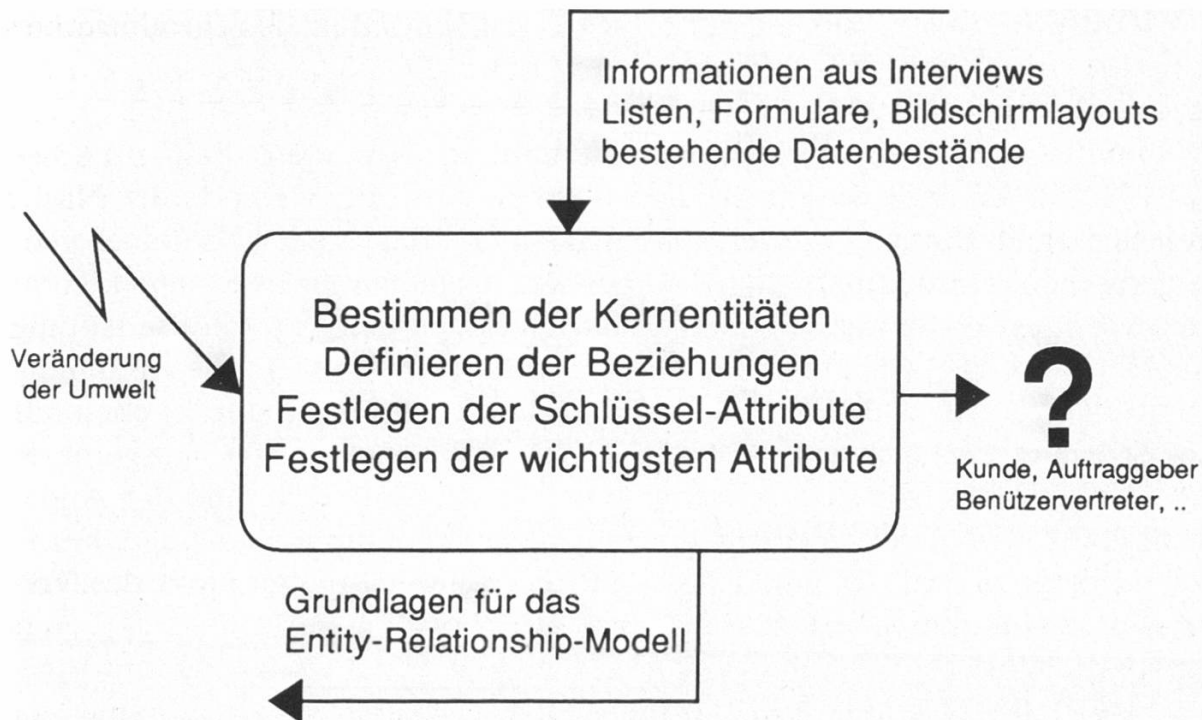 Informationen aus Interviews
Listen, Formulare, Bildschirmlayouts
bestehende Datenbestände
Veränderung
der Umwelt
Bestimmen der Kernentitäten
Definieren der Beziehungen
Festlegen der Schlüssel-Attribute
Festlegen der wichtigsten Attribute
?
Kunde, Auftraggeber
Benützervertreter, ..
Grundlagen für das
Entity-Relationship-Modell